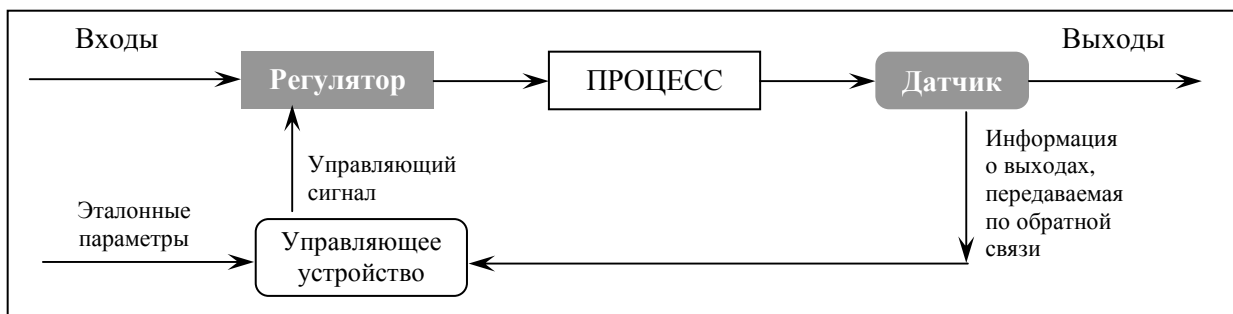 Входы
Выходы
Регулятор
ПРОЦЕСС
Датчик
Управляющий
сигнал
Информация
о выходах,
передаваемая
по обратной
связи
Эталонные
параметры
Управляющее
устройство